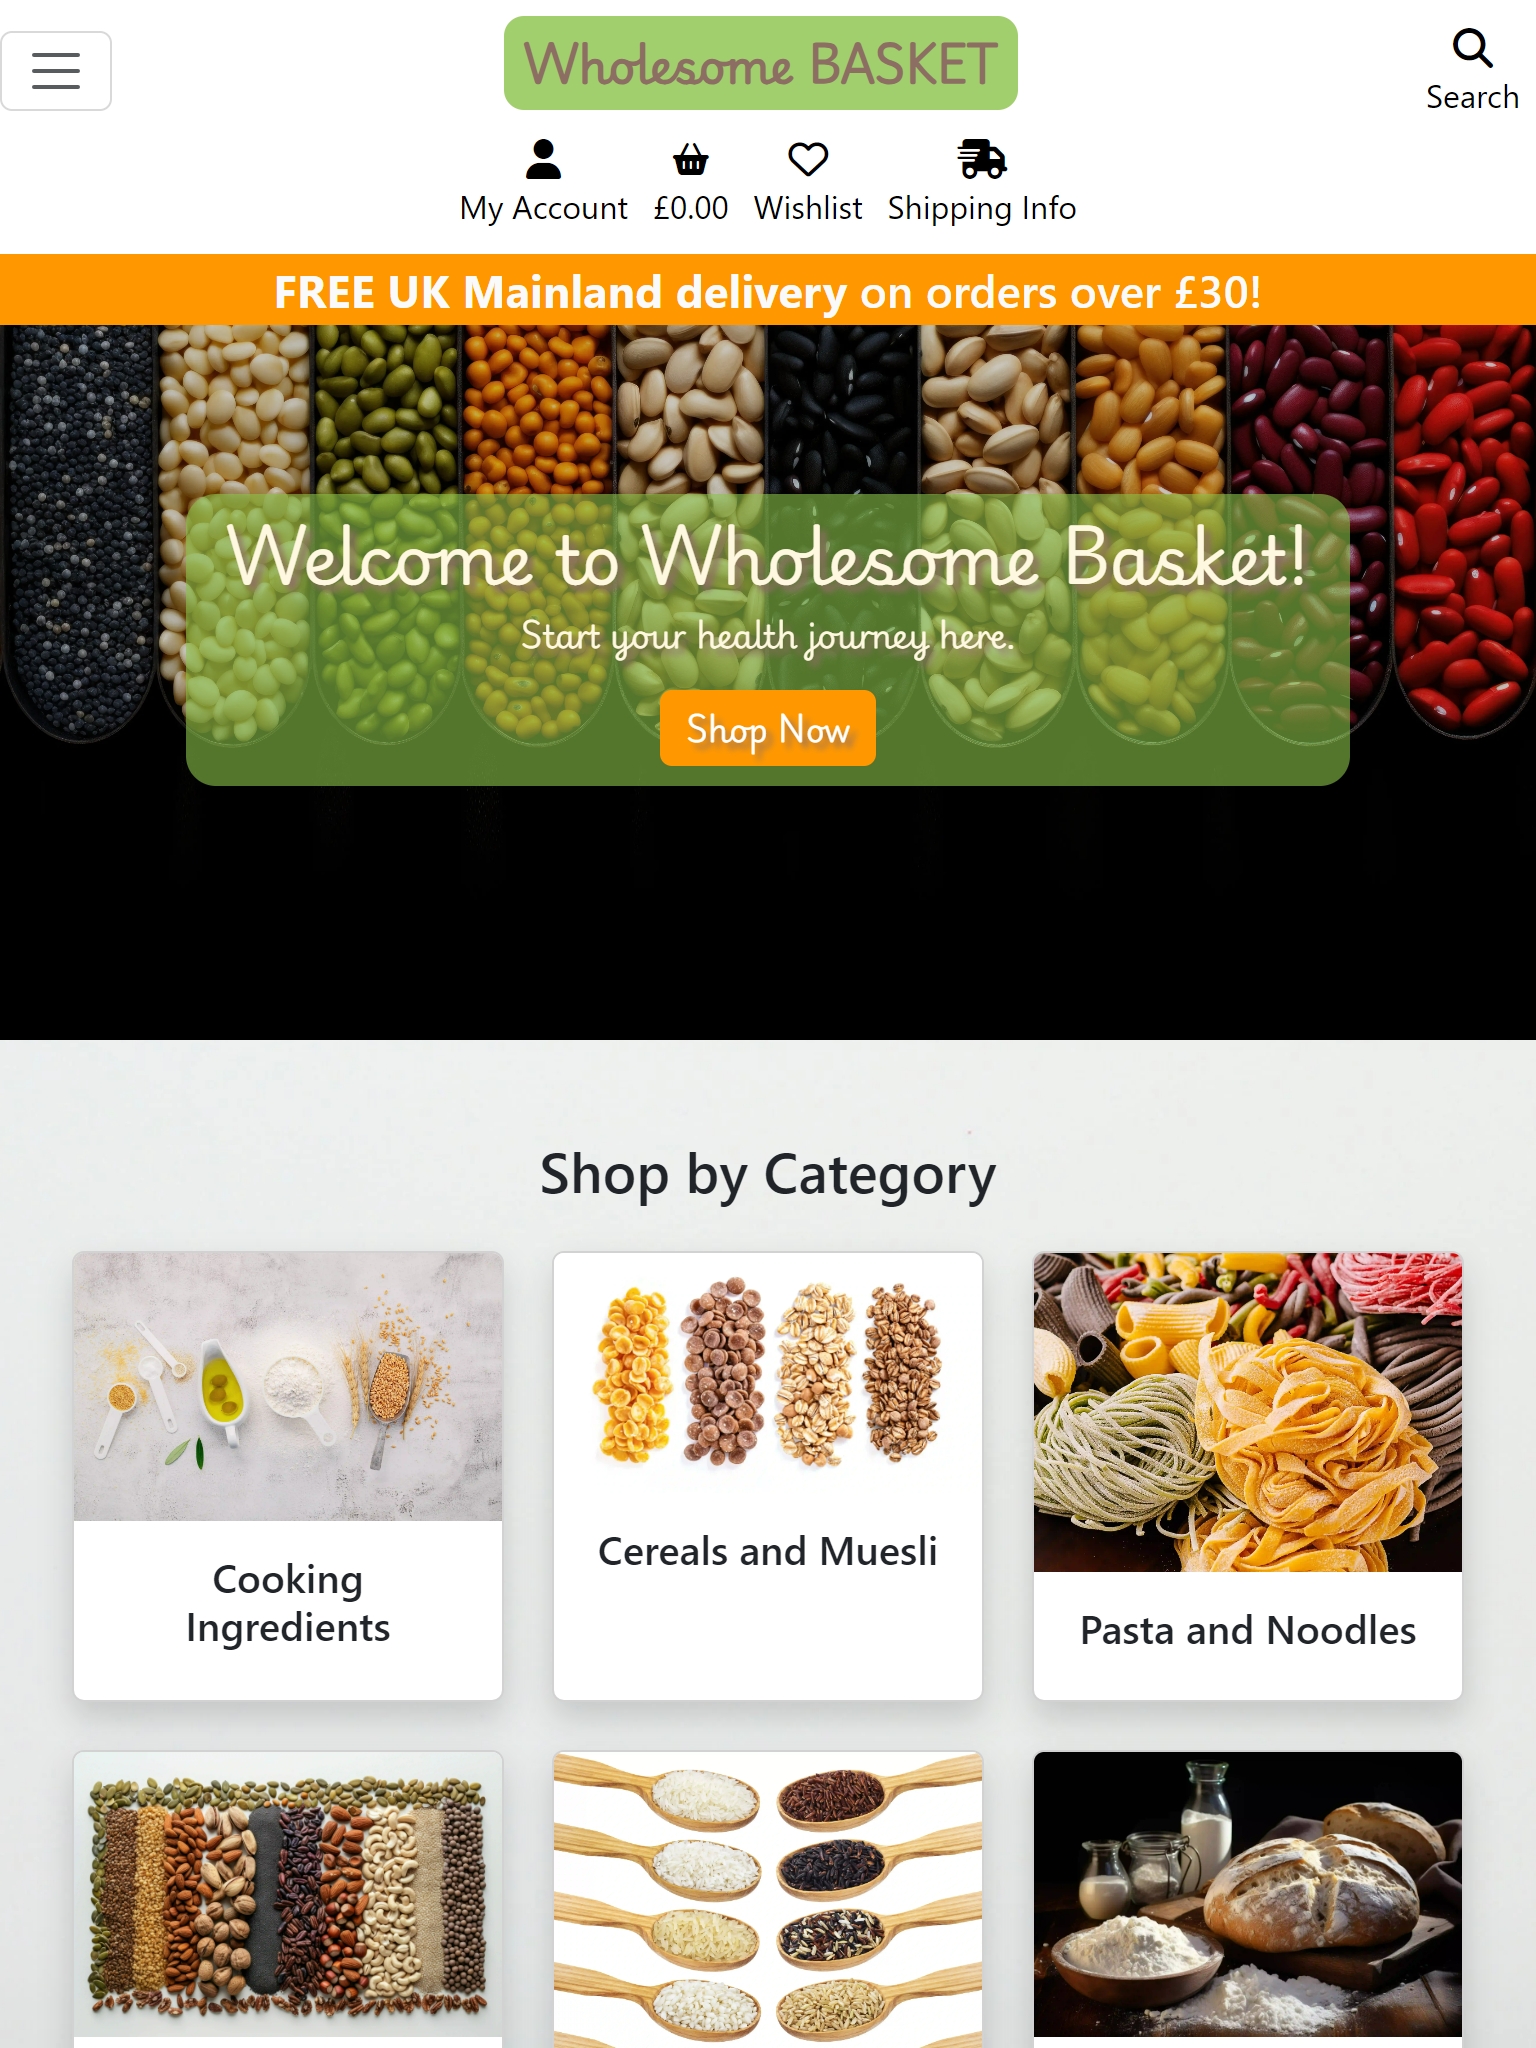 Wholesome BASKET
Search
My Account £0.00 Wishlist Shipping Info
FREE UK Mainland delivery on orders over £30!
Welcome to Wholesome Basket!
Start your health journey here.
Shop Now
Shop by Category
Cooking
Ingredients
Cereals and Muesli
Pasta and Noodles